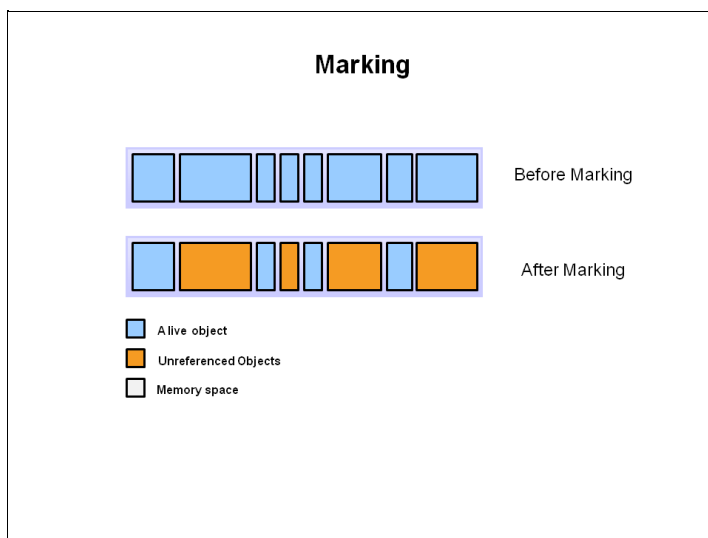 Marking
Before Marking
After Marking
A live object
Unreferenced Objects
Memory space